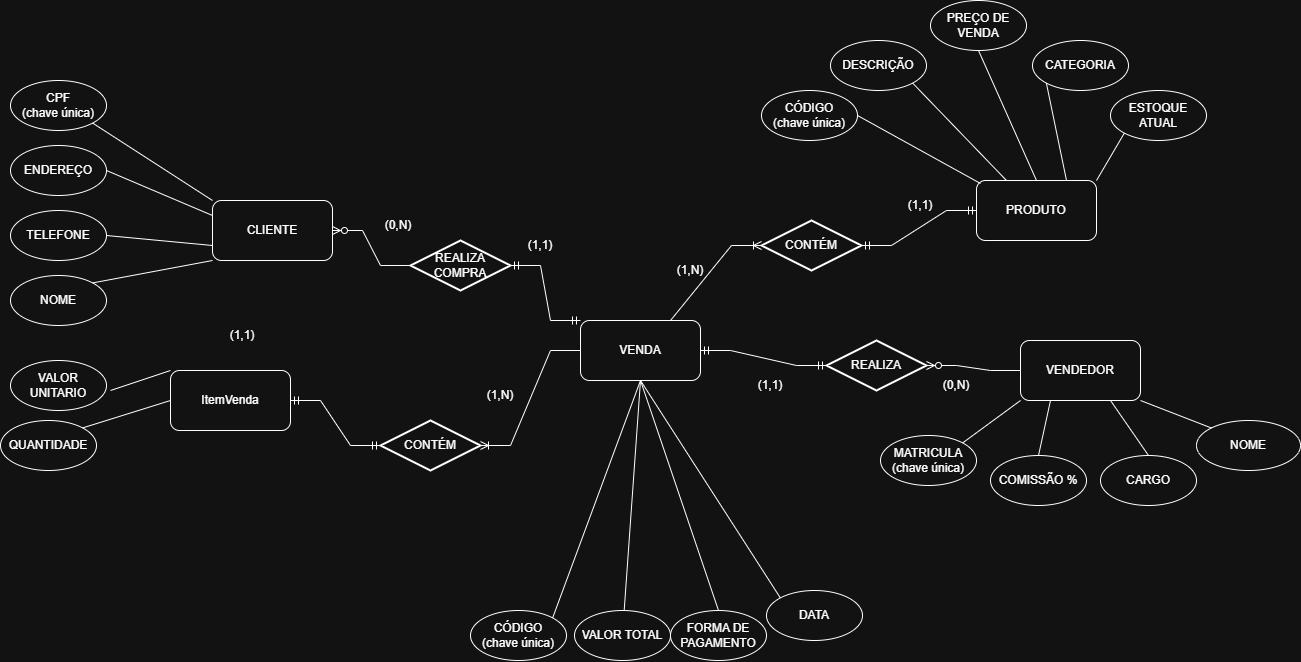 PREÇO DE
VENDA
DESCRIÇÃO
CATEGORIA
CÓDIGO
(chave única)
ESTOQUE
ATUAL
CPF
(chave única)
ENDEREÇO
TELEFONE
NOME
CLIENTE
(0,N)
REALIZA
COMPRA
(1,1)
PRODUTO
(1,1)
CONTÉM
(1,N)
VENDA
(1,1)
REALIZA
(0,N)
VENDEDOR
(1,1)
VALOR
UNITARIO
QUANTIDADE
ItemVenda
CONTÉM
(1,N)
MATRICULA
(chave única)
COMISSÃO %
CARGO
NOME
CÓDIGO
(chave única)
VALOR TOTAL
FORMA DE
PAGAMENTO
DATA